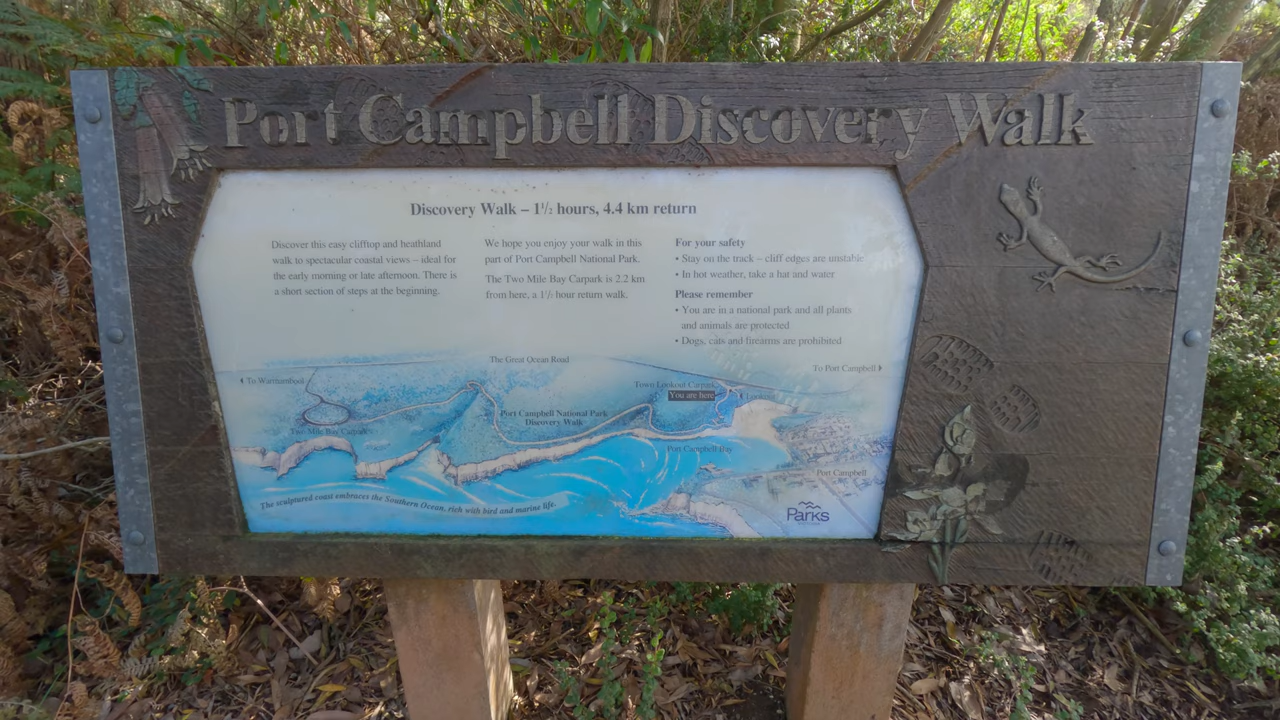 Port Campbell Discovery Walk
Discovery Walk – 1½ hours, 4.4 km return
Discover this easy clifftop and heathland
walk to spectacular coastal views – ideal for
the early morning or late afternoon. There is
a short section of steps at the beginning.
We hope you enjoy your walk in this
part of Port Campbell National Park.
The Two Mile Bay Carpark is 2.2 km
from here, a 1½ hour return walk.
For your safety
• Stay on the track – cliff edges are unstable
• In hot weather, take a hat and water
Please remember
• You are in a national park and all plants
and animals are protected
• Dogs, cats and firearms are prohibited
The Great Ocean Road
To Warrnambool
To Port Campbell
Town Lookout Carpark
You are here
Lookout
Port Campbell National Park
Discovery Walk
Two Mile Bay Carpark
Port Campbell Bay
Port Campbell
The sculptured coast embraces the Southern Ocean, rich with bird and marine life.
Parks